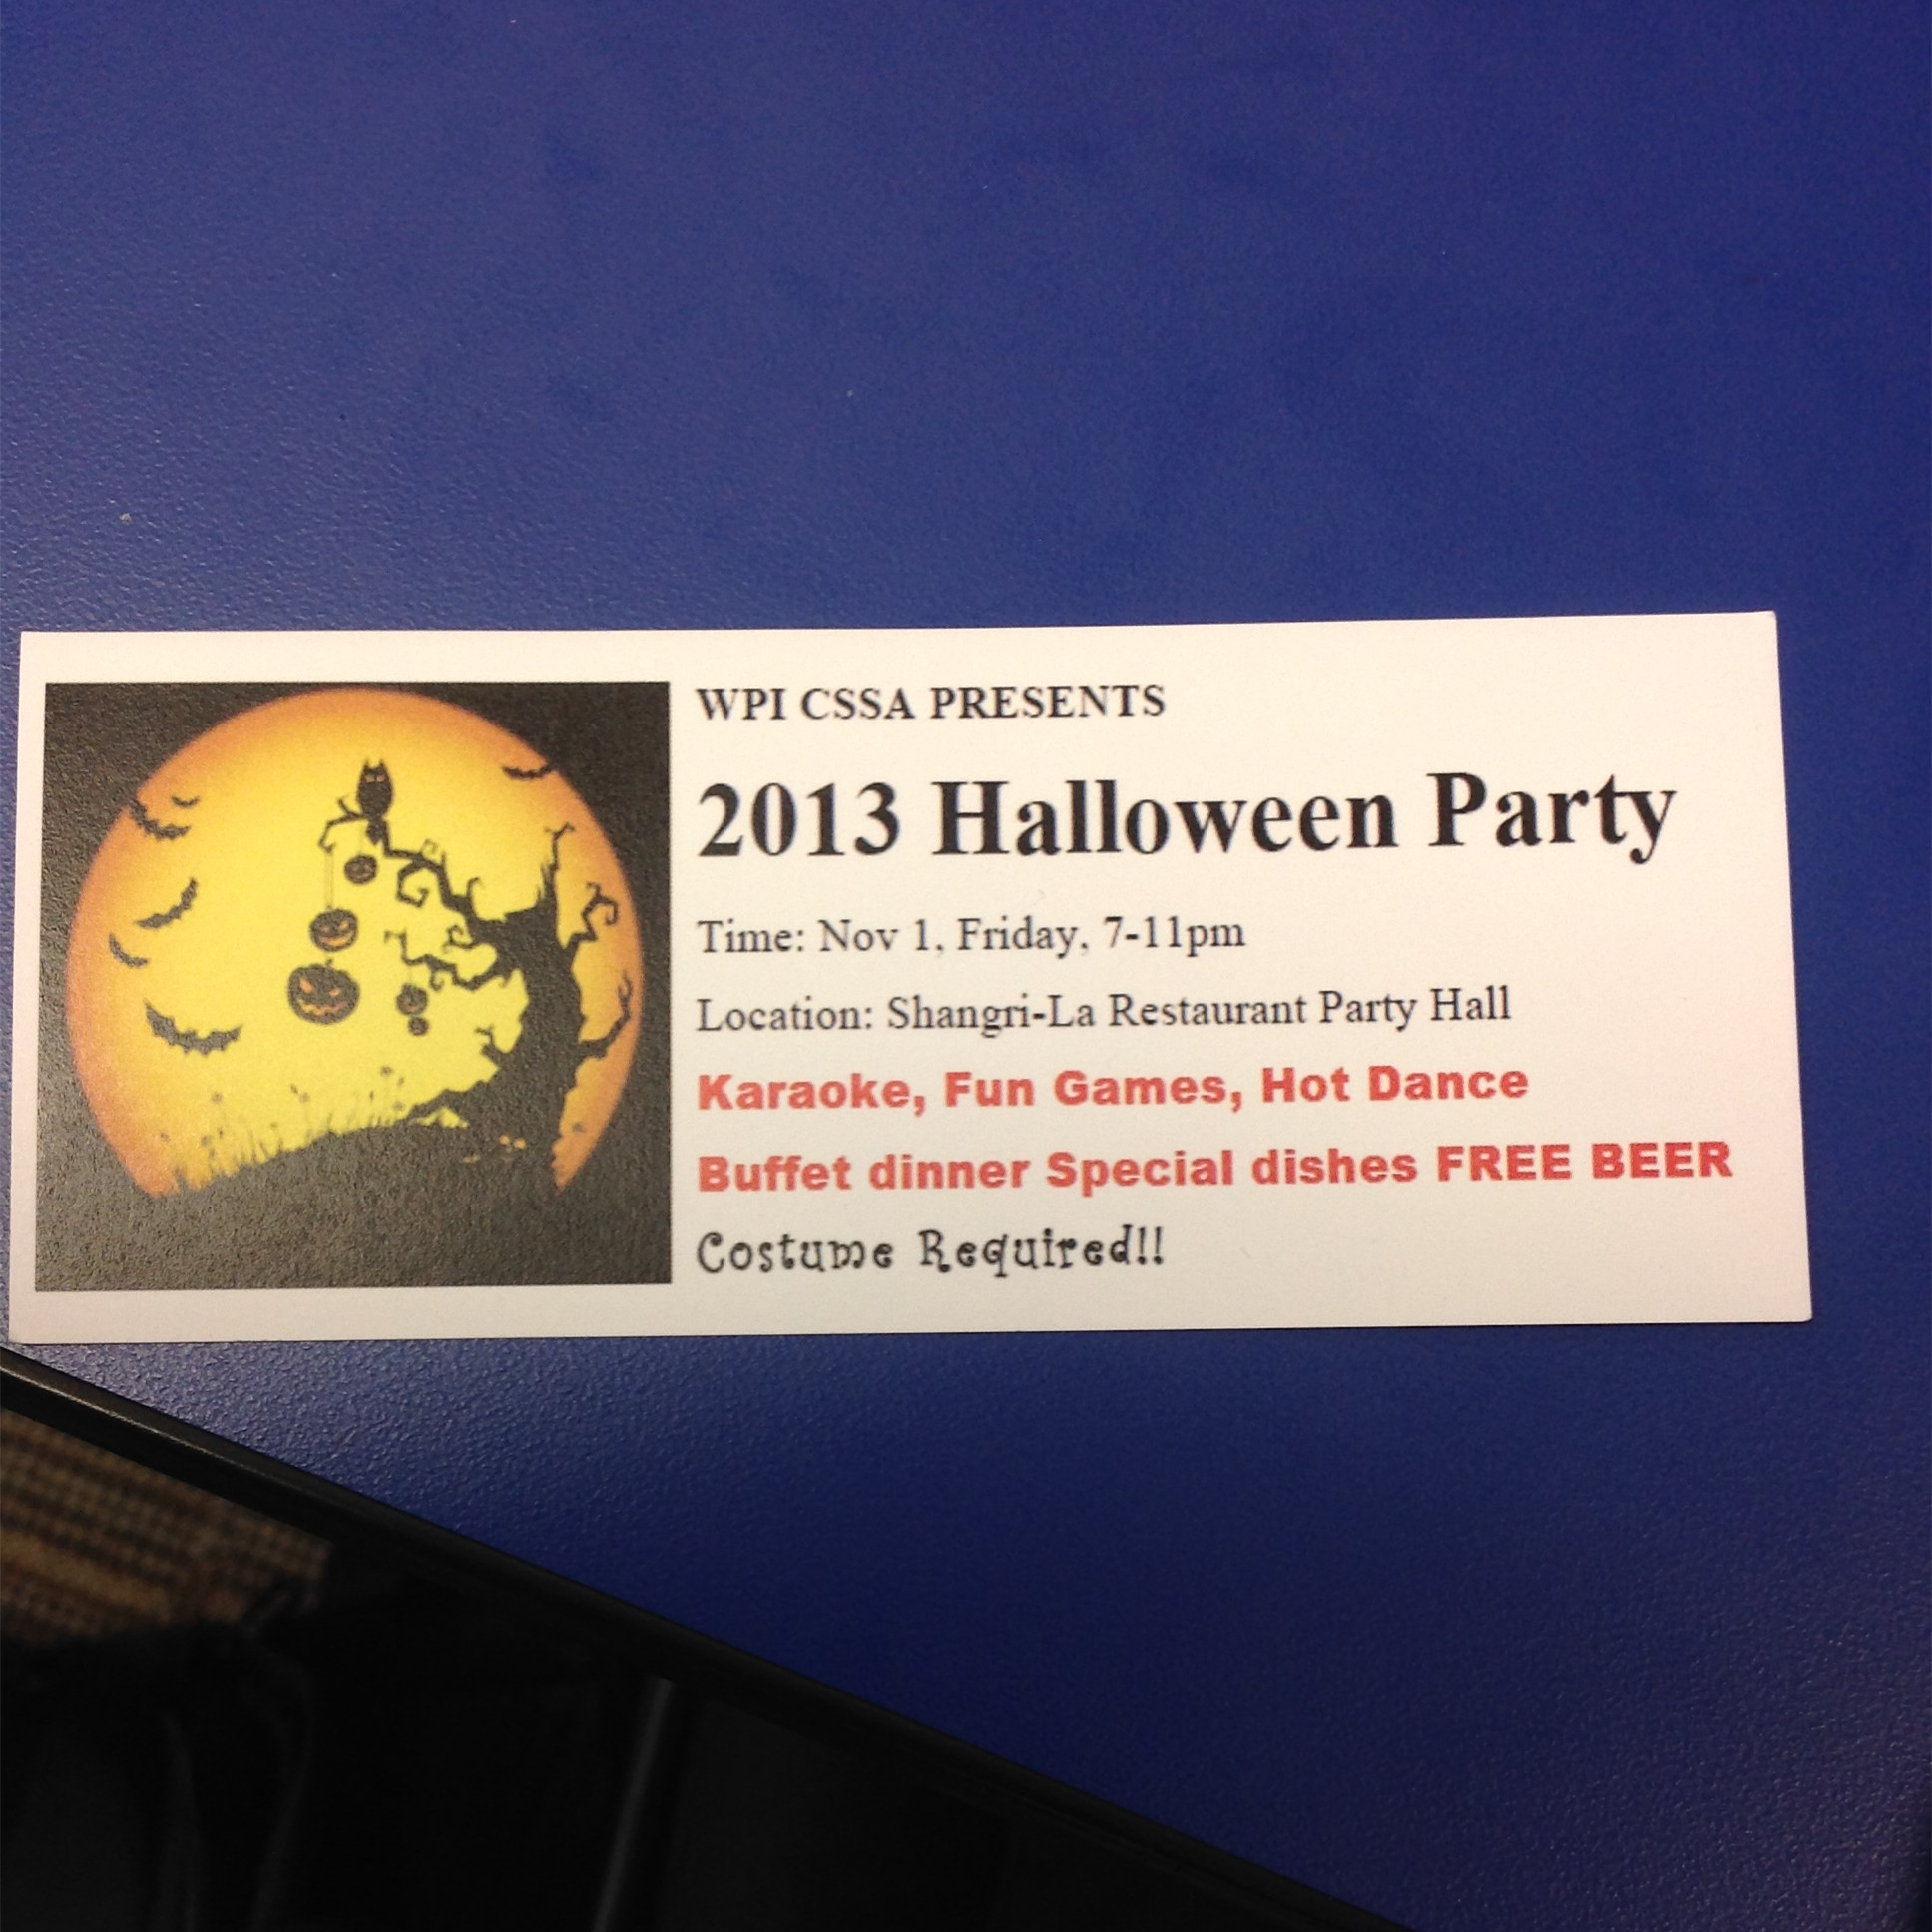 WPI CSSA PRESENTS
2013 Halloween Party
Time: Nov 1, Friday, 7-11pm
Location: Shangri-La Restaurant Party Hall
Karaoke, Fun Games, Hot Dance
Buffet dinner Special dishes FREE BEER
Costume Required!!